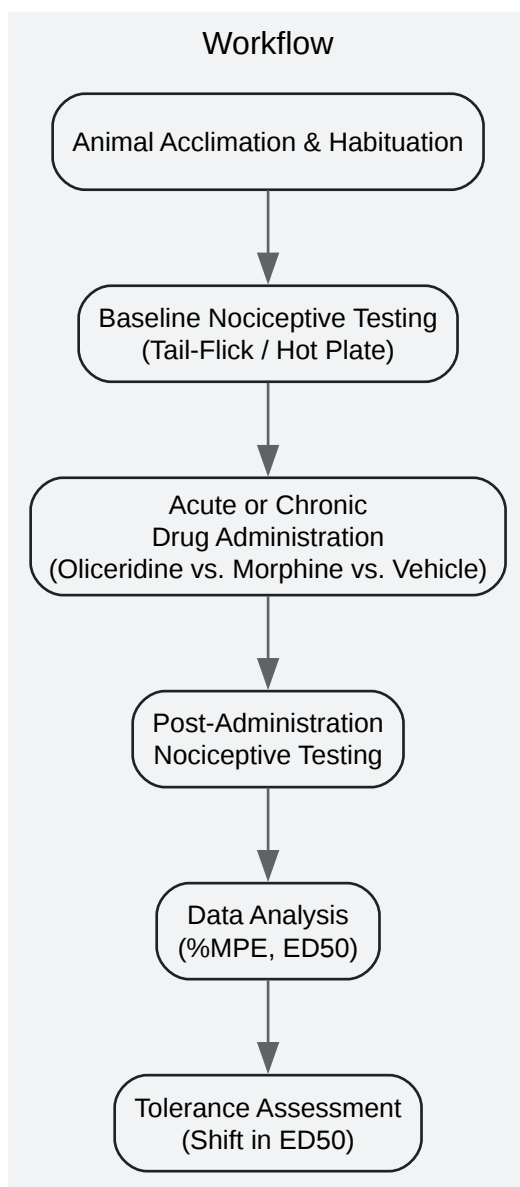 Workflow
Animal Acclimation & Habituation
Baseline Nociceptive Testing
(Tail-Flick / Hot Plate)
Acute or Chronic
Drug Administration
(Oliceridine vs. Morphine vs. Vehicle)
Post-Administration
Nociceptive Testing
Data Analysis
(%MPE, ED50)
Tolerance Assessment
(Shift in ED50)